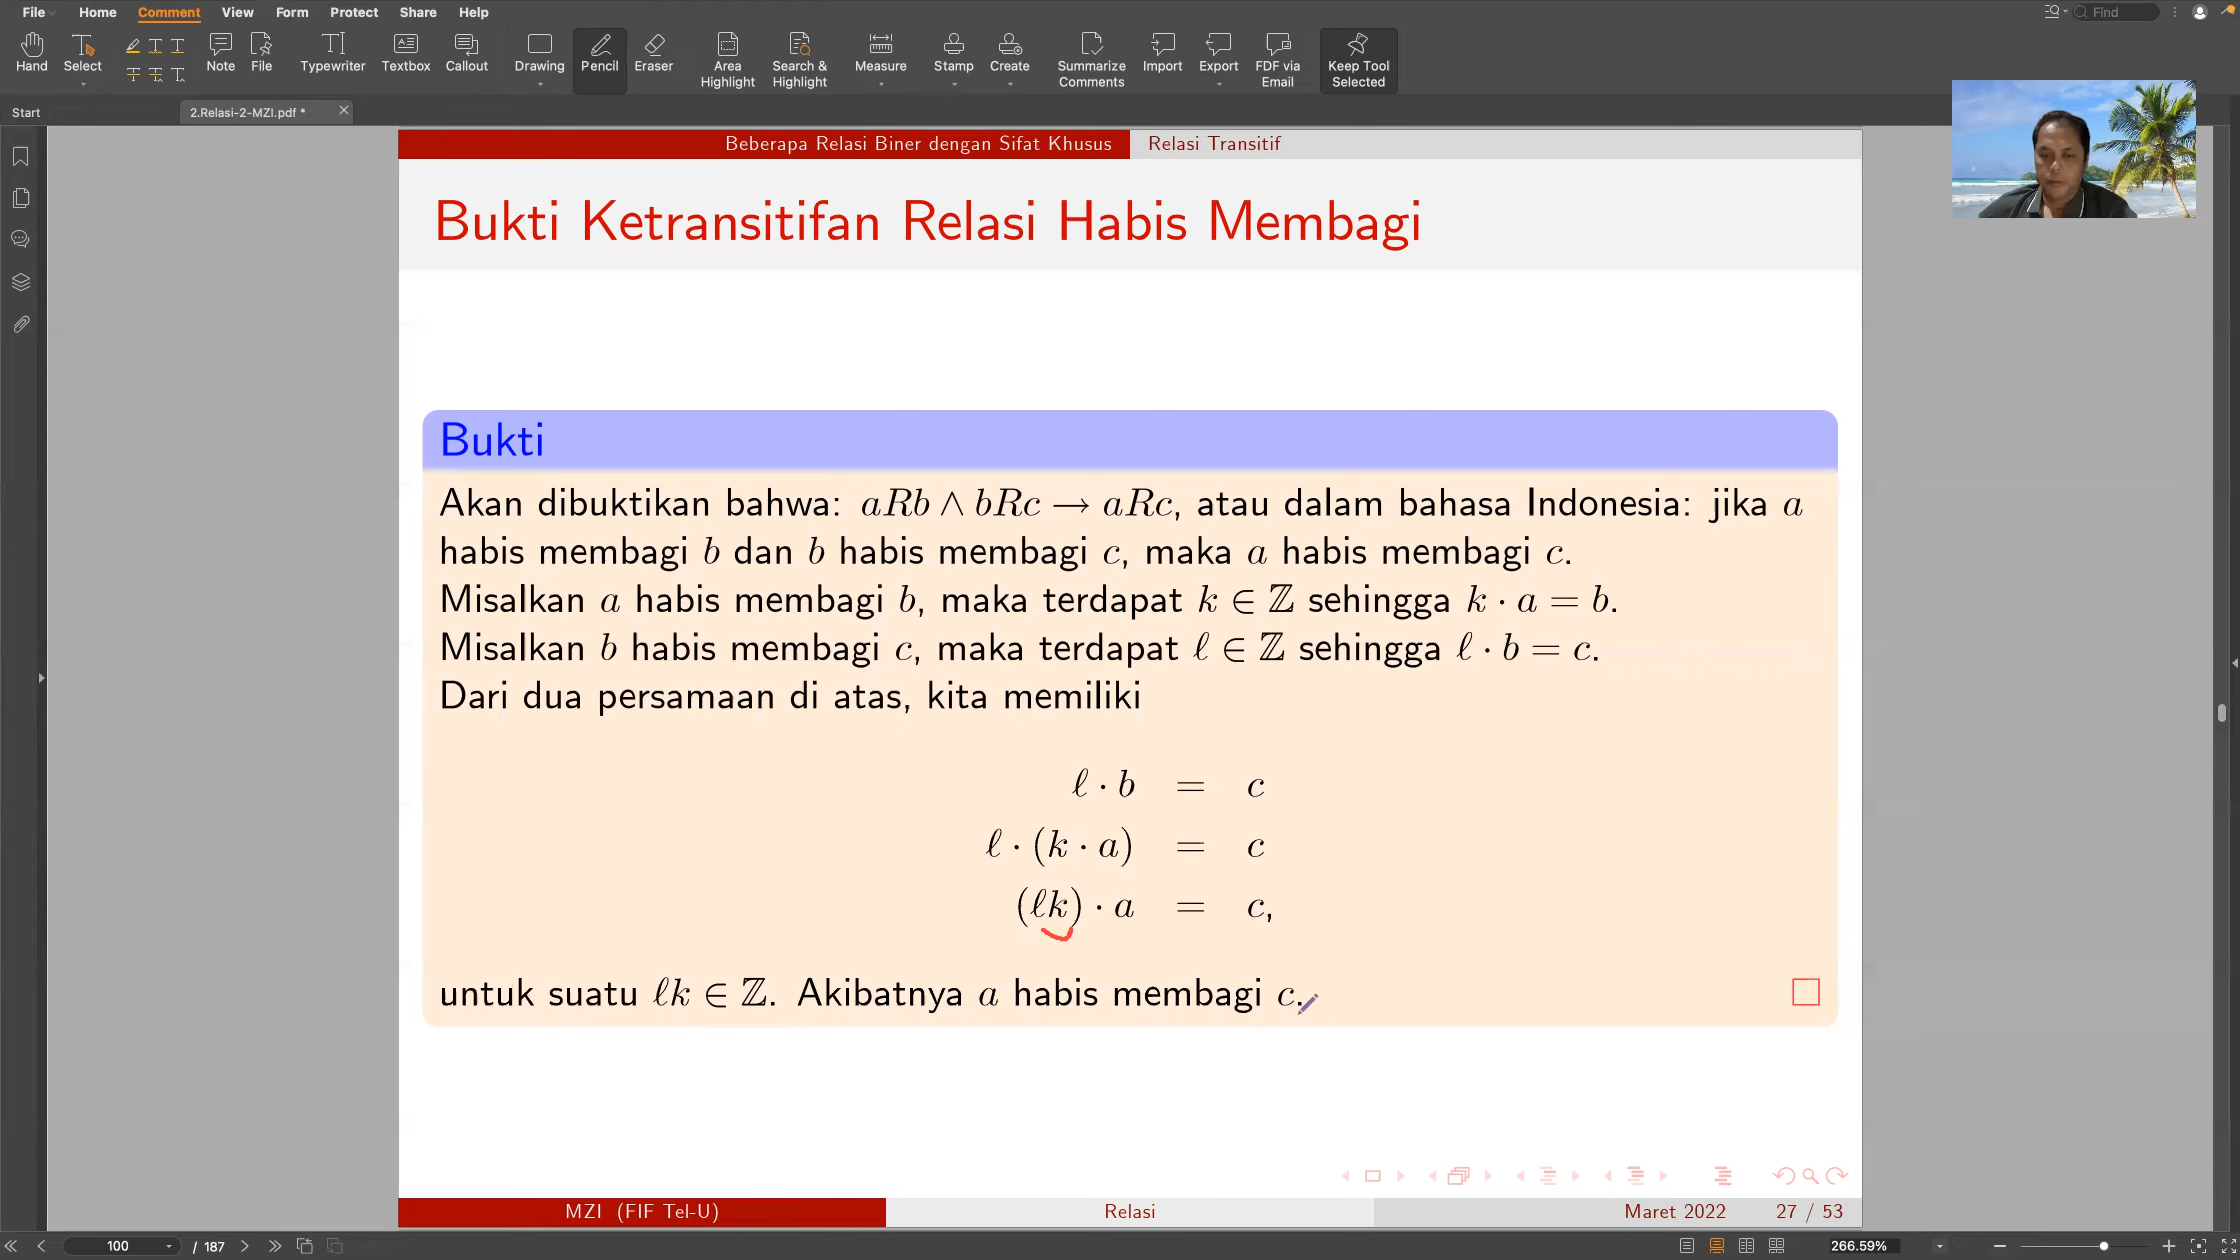 File Home Comment View Form Protect Share Help Find
Hand Select Note File Typewriter Textbox Callout Drawing Pencil Eraser Area Highlight Search & Highlight Measure Stamp Create Summarize Comments Import Export FDF via Email Keep Tool Selected
Start 2.Relasi-2-MZI.pdf *
Beberapa Relasi Biner dengan Sifat Khusus Relasi Transitif
Bukti Ketransitifan Relasi Habis Membagi
Bukti
Akan dibuktikan bahwa: aRb ∧ bRc → aRc, atau dalam bahasa Indonesia: jika a
habis membagi b dan b habis membagi c, maka a habis membagi c.
Misalkan a habis membagi b, maka terdapat k ∈ ℤ sehingga k · a = b.
Misalkan b habis membagi c, maka terdapat ℓ ∈ ℤ sehingga ℓ · b = c.
Dari dua persamaan di atas, kita memiliki
ℓ · b = c
ℓ · (k · a) = c
(ℓk) · a = c,
untuk suatu ℓk ∈ ℤ. Akibatnya a habis membagi c.
MZI (FIF Tel-U) Relasi Maret 2022 27 / 53
100 / 187 266.59%